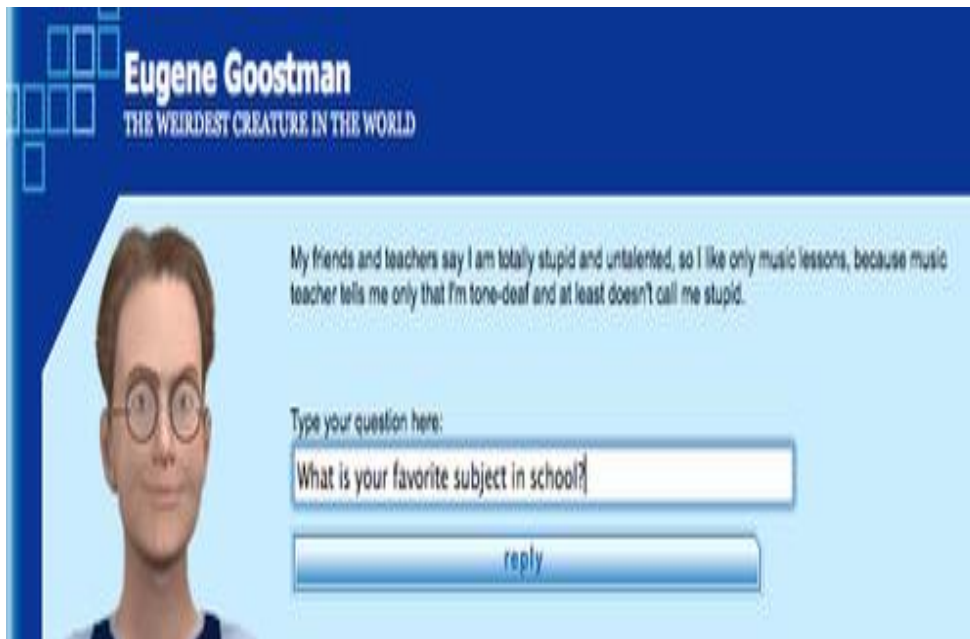 Eugene Goostman
THE WEIRDEST CREATURE IN THE WORLD
My friends and teachers say I am totally stupid and untalented, so I like only music lessons, because music
teacher tells me only that I'm tone-deaf and at least doesn't call me stupid.
Type your question here:
What is your favorite subject in school?
reply